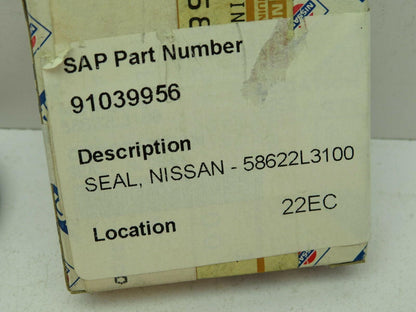 SAP Part Number
91039956
Description
SEAL, NISSAN - 58622L3100
Location
22EC